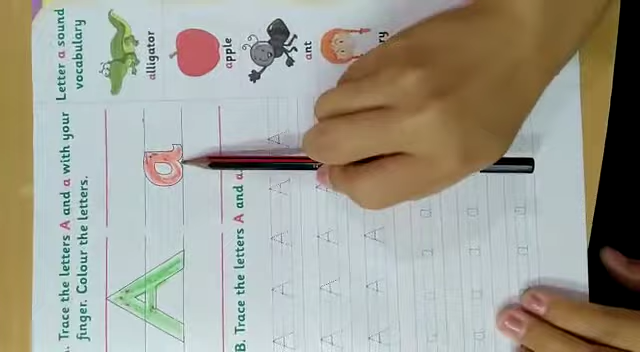 . Trace the letters A and a with your
finger. Colour the letters.
A a
B. Trace the letters A and a.
A A A A
A A
A A A
a a
a a a
a a
Letter a sound
vocabulary
alligator
apple
ant